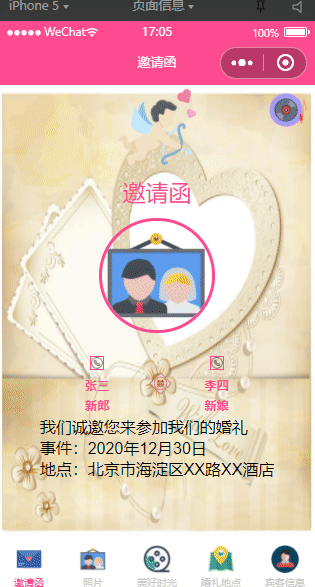 iPhone 5 页面信息
WeChat 17:05 100%
邀请函
邀请函
张三 李四
新郎 新娘
我们诚邀您来参加我们的婚礼
事件：2020年12月30日
地点：北京市海淀区XX路XX酒店
邀请函 照片 美好时光 婚礼地点 宾客信息